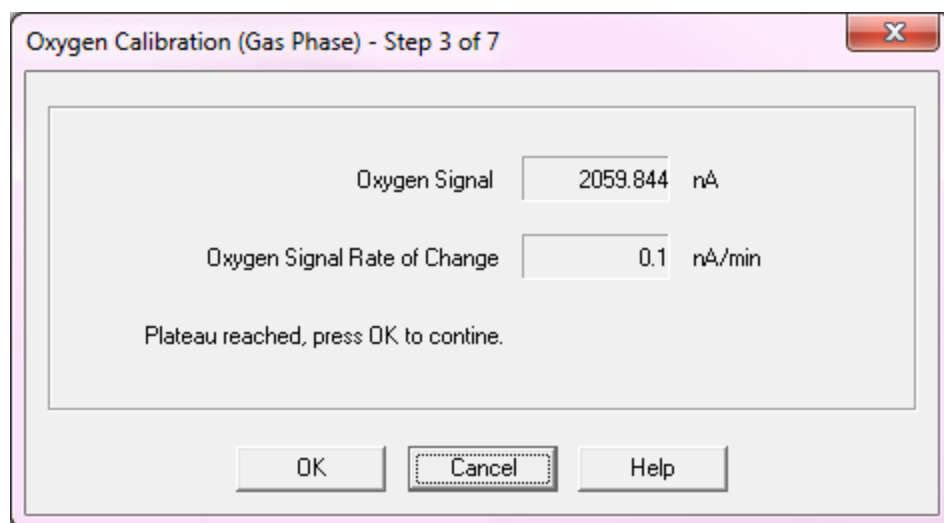 Oxygen Calibration (Gas Phase) - Step 3 of 7
Oxygen Signal 2059.844 nA
Oxygen Signal Rate of Change 0.1 nA/min
Plateau reached, press OK to contine.
OK Cancel Help